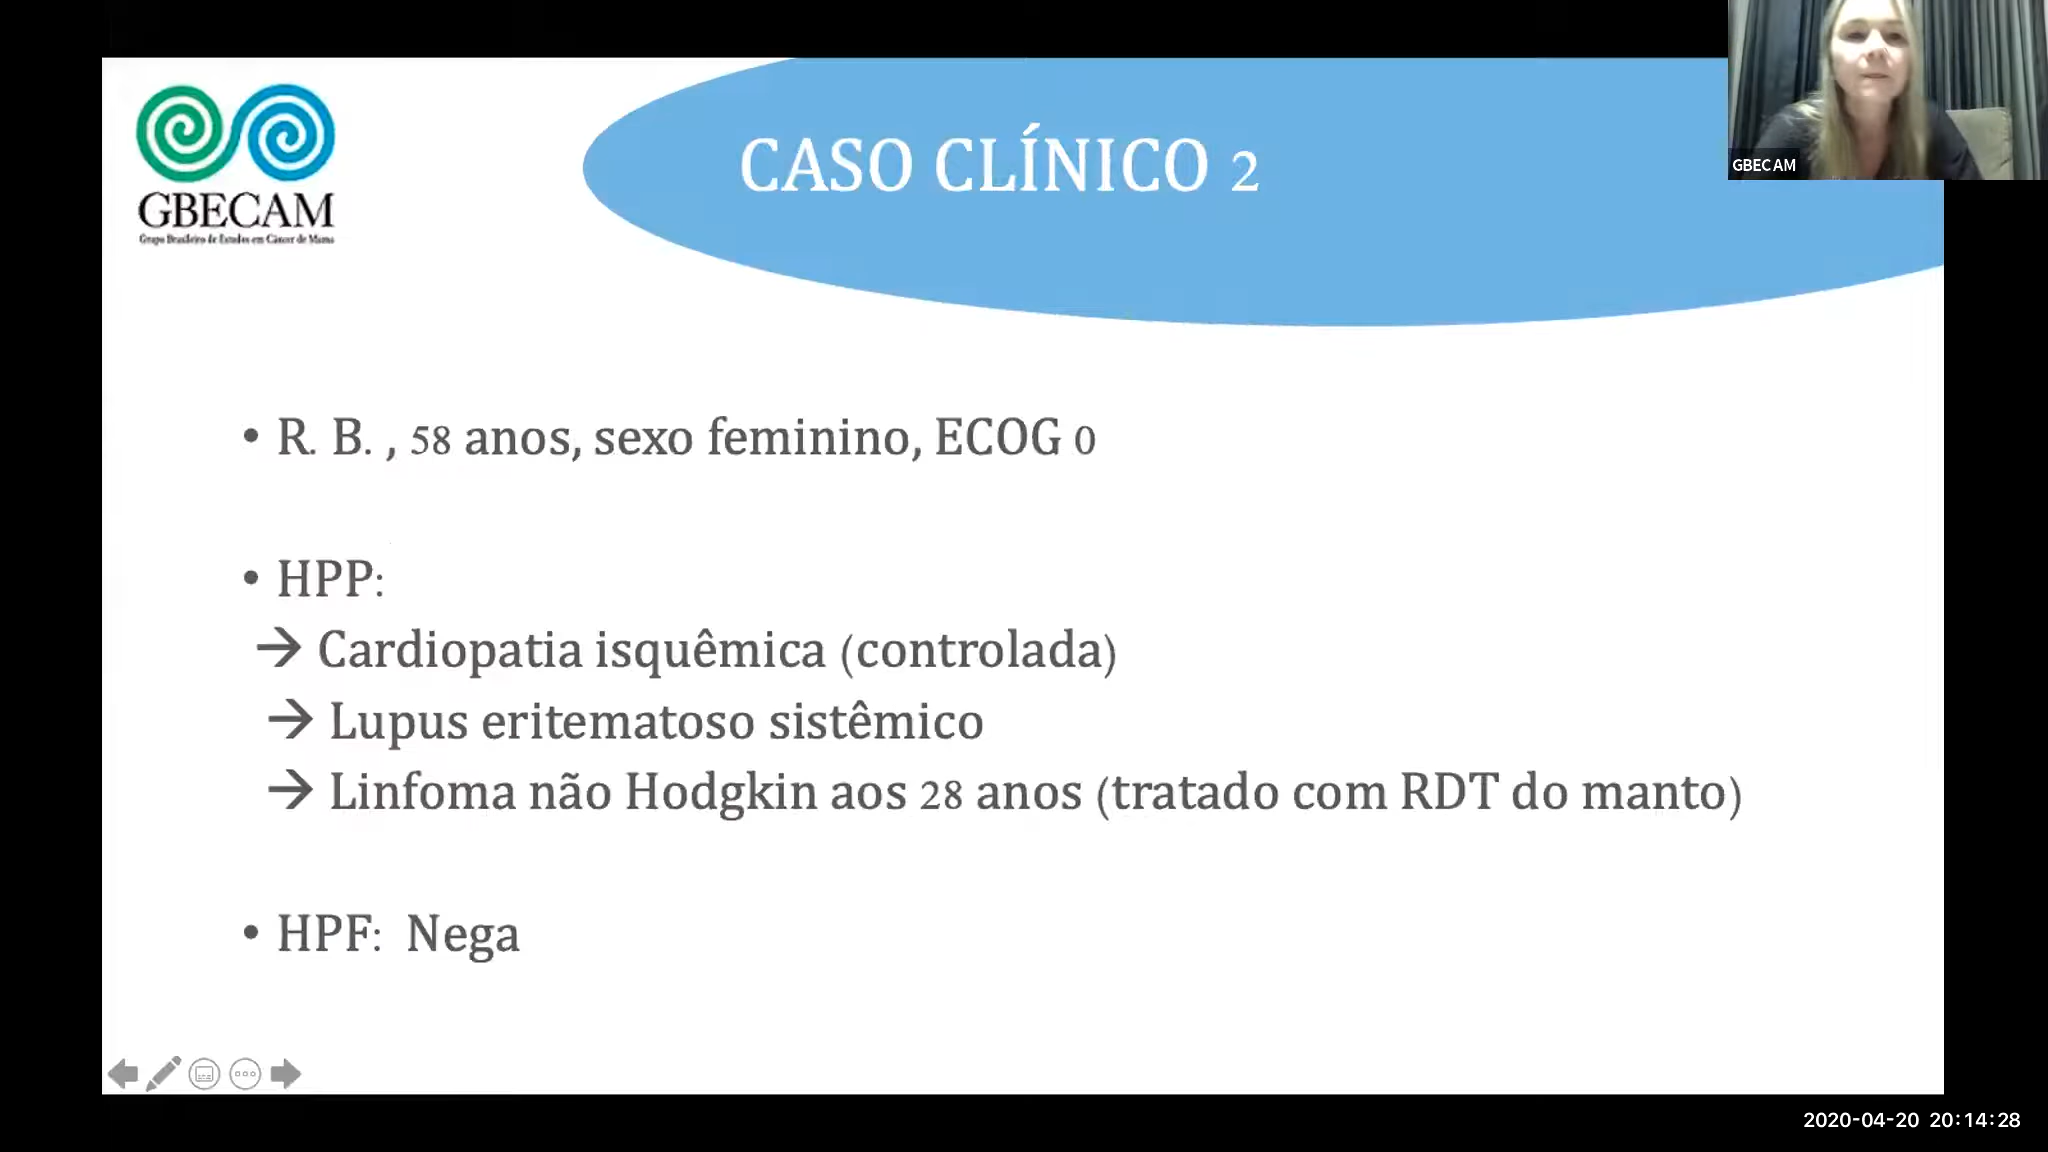 GBECAM
Grupo Brasileiro de Estudos em Câncer de Mama
CASO CLÍNICO 2
GBECAM
• R. B. , 58 anos, sexo feminino, ECOG 0
• HPP:
→ Cardiopatia isquêmica (controlada)
→ Lupus eritematoso sistêmico
→ Linfoma não Hodgkin aos 28 anos (tratado com RDT do manto)
• HPF: Nega
2020-04-20 20:14:28